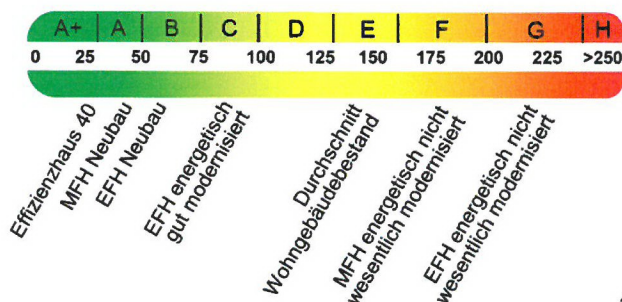 A+ A B C D E F G H
0 25 50 75 100 125 150 175 200 225 >250
Effizienzhaus 40
MFH Neubau
EFH Neubau
EFH energetisch
gut modernisiert
Durchschnitt
Wohngebäudebestand
MFH energetisch nicht
wesentlich modernisiert
EFH energetisch nicht
wesentlich modernisiert